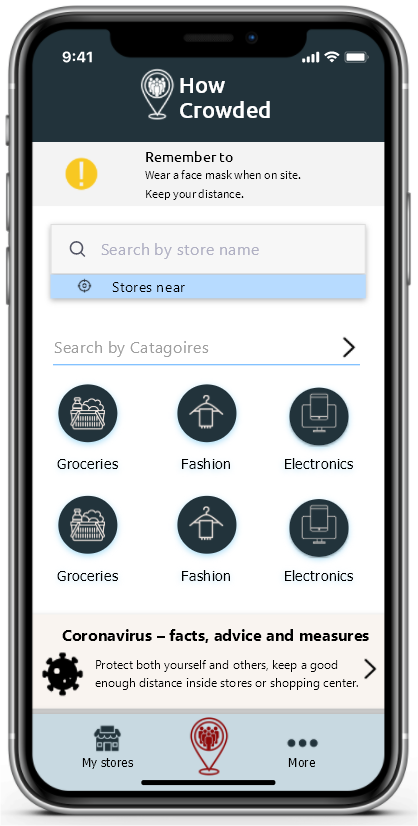 9:41
How
Crowded
Remember to
Wear a face mask when on site.
Keep your distance.
Search by store name
Stores near
Search by Catagoires
Groceries Fashion Electronics
Groceries Fashion Electronics
Coronavirus – facts, advice and measures
Protect both yourself and others, keep a good
enough distance inside stores or shopping center.
My stores More